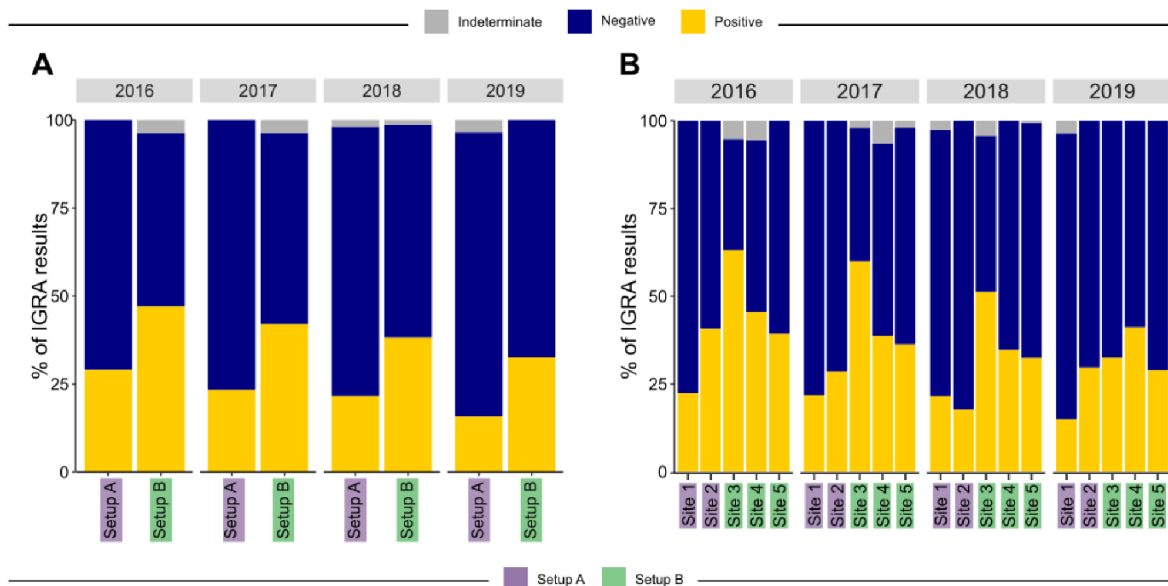 Indeterminate Negative Positive
A
2016 2017 2018 2019
100
75
50
25
0
% of IGRA results
Setup A Setup B Setup A Setup B Setup A Setup B Setup A Setup B
B
2016 2017 2018 2019
100
75
50
25
0
% of IGRA results
Site 1 Site 2 Site 3 Site 4 Site 5 Site 1 Site 2 Site 3 Site 4 Site 5 Site 1 Site 2 Site 3 Site 4 Site 5 Site 1 Site 2 Site 3 Site 4 Site 5
Setup A Setup B